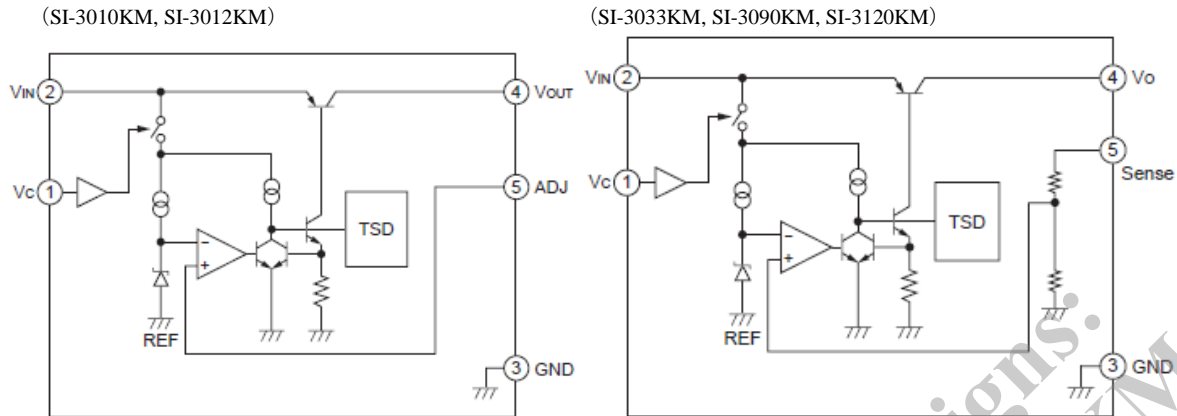 (SI-3010KM, SI-3012KM)
VIN 2
4 VOUT
VC 1
5 ADJ
TSD
−
+
REF
3 GND
(SI-3033KM, SI-3090KM, SI-3120KM)
VIN 2
4 VO
5
Sense
VC 1
TSD
−
+
REF
3 GND